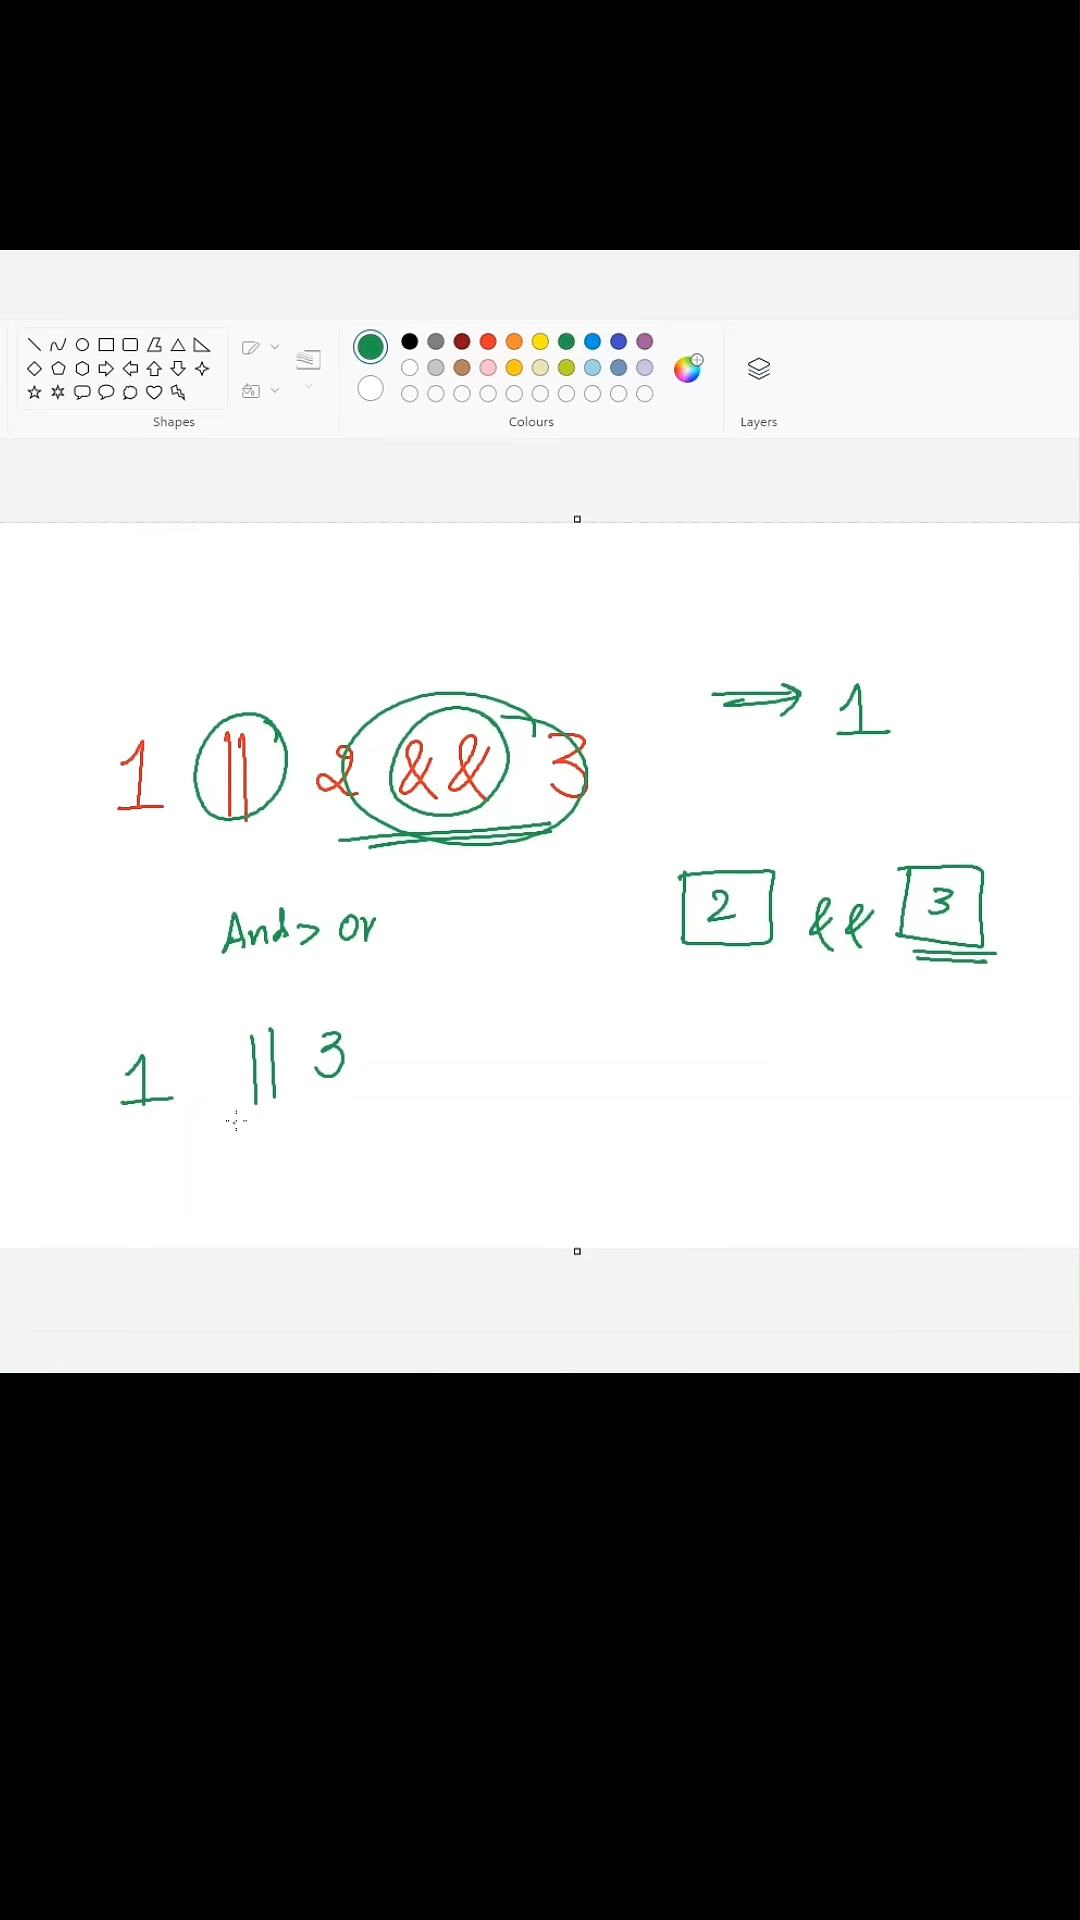 Shapes
Colours
Layers
1 || 2 && 3
⇒ 1
And > or
2 && 3
1 || 3